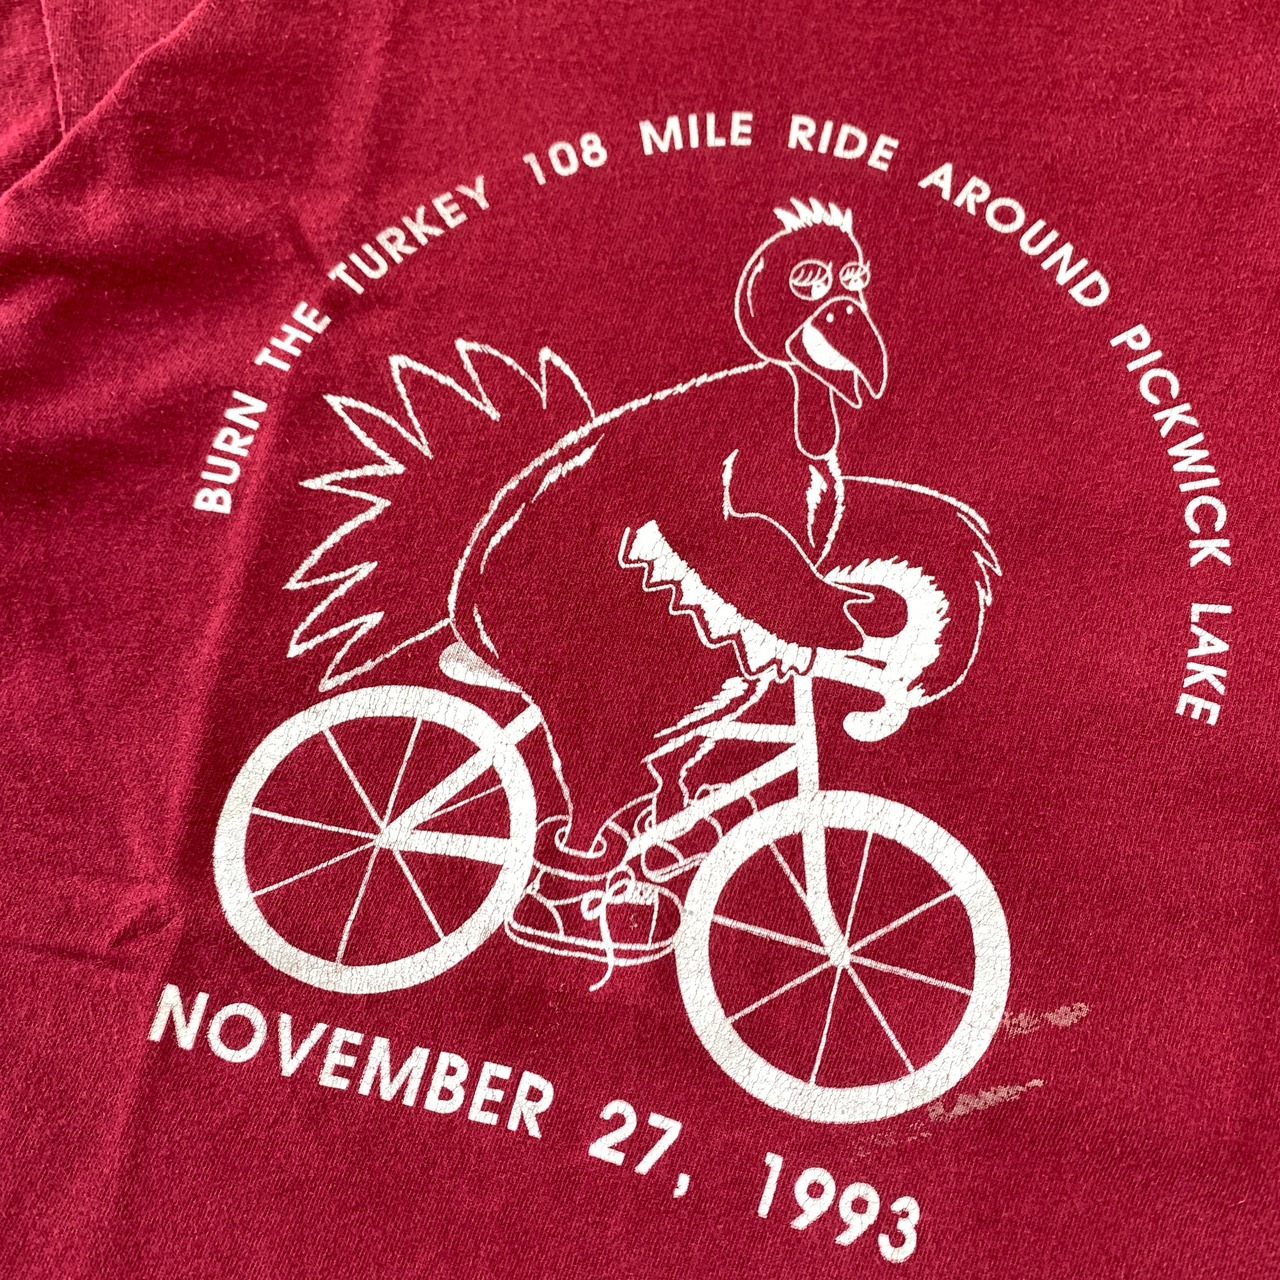 BURN THE TURKEY 108 MILE RIDE AROUND PICKWICK LAKE
NOVEMBER 27, 1993